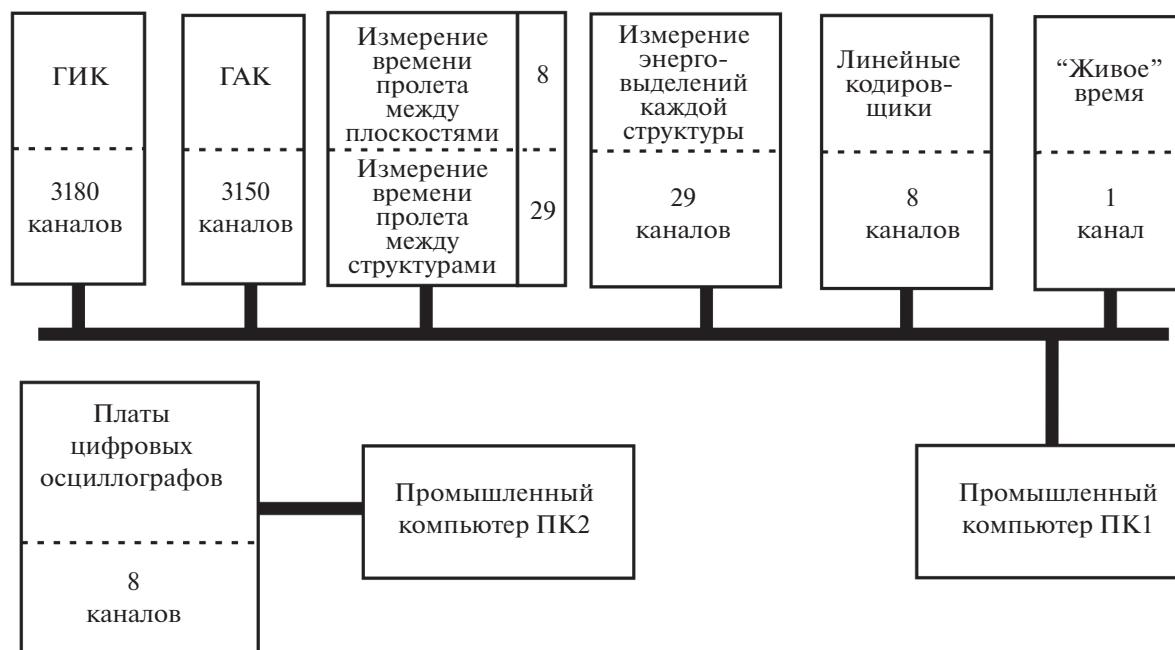 ГИК
3180
каналов
ГАК
3150
каналов
Измерение
времени
пролета
между
плоскостями
8
Измерение
времени
пролета
между
структурами
29
Измерение
энерго-
выделений
каждой
структуры
29
каналов
Линейные
кодиров-
щики
8
каналов
“Живое”
время
1
канал
Платы
цифровых
осциллографов
8
каналов
Промышленный
компьютер ПК2
Промышленный
компьютер ПК1